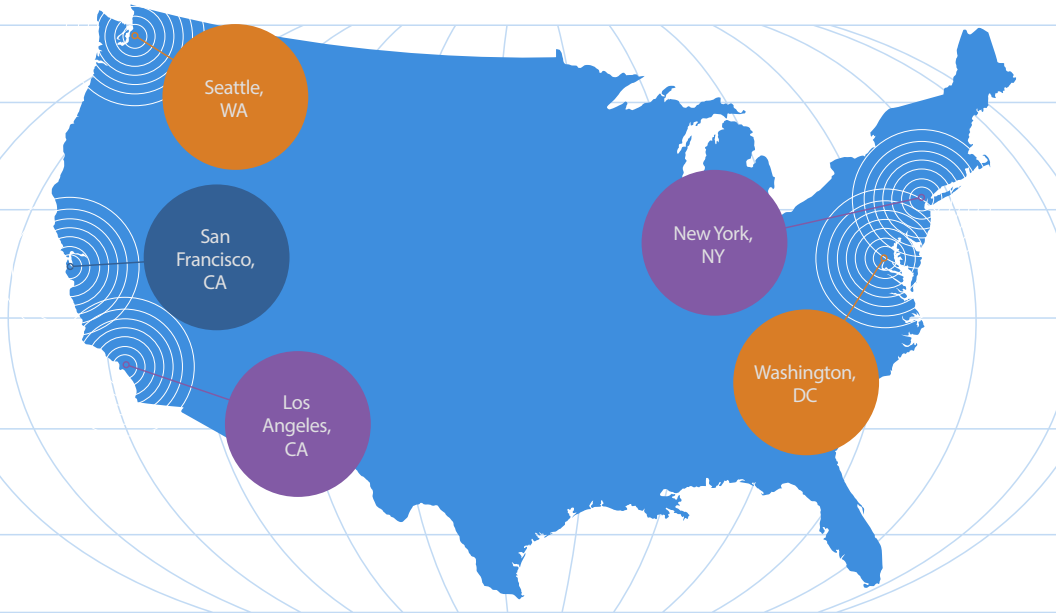 Seattle,
WA
San
Francisco,
CA
New York,
NY
Los
Angeles,
CA
Washington,
DC